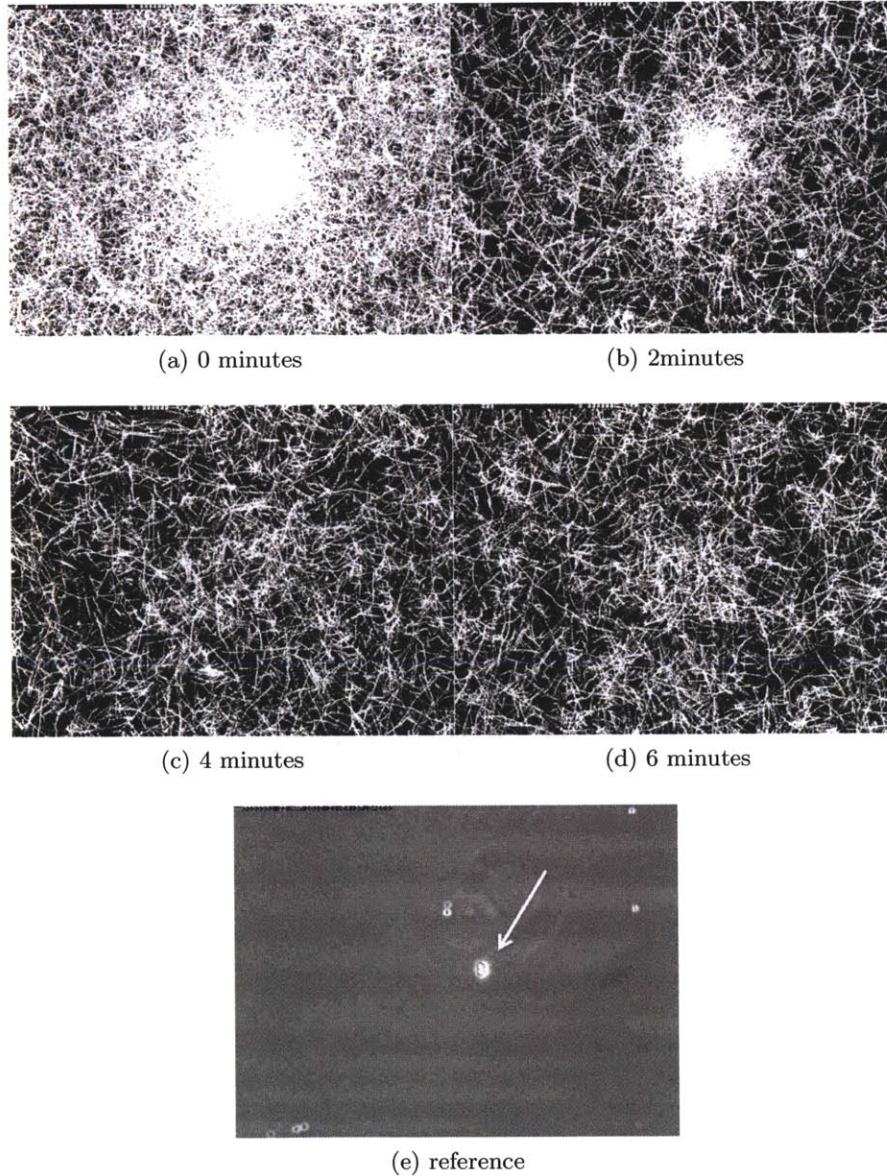 (a) 0 minutes
(b) 2minutes
(c) 4 minutes
(d) 6 minutes
(e) reference